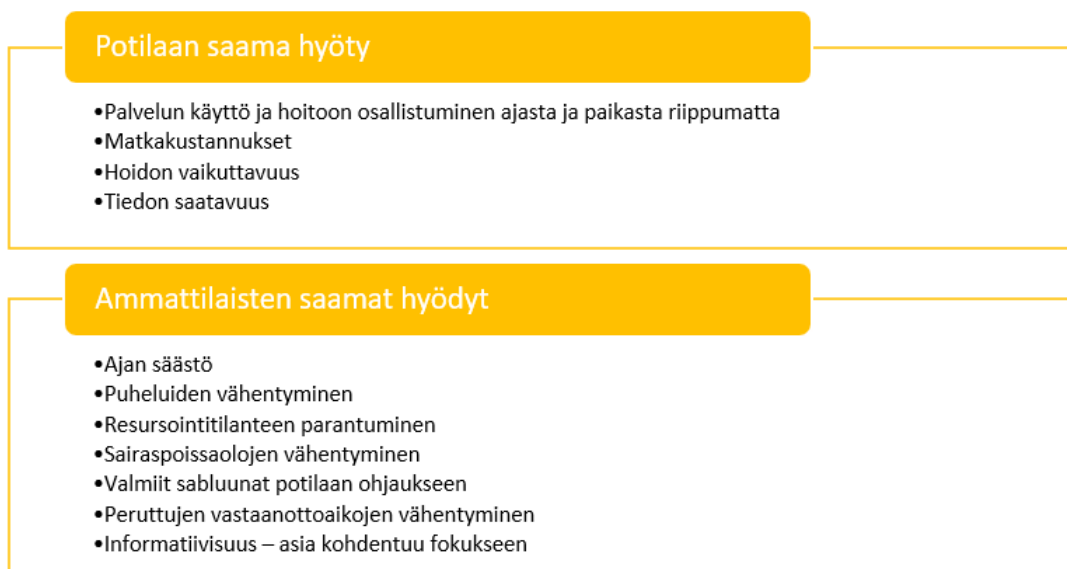 Potilaan saama hyöty
•Palvelun käyttö ja hoitoon osallistuminen ajasta ja paikasta riippumatta
•Matkakustannukset
•Hoidon vaikuttavuus
•Tiedon saatavuus
Ammattilaisten saamat hyödyt
•Ajan säästö
•Puheluiden vähentyminen
•Resursointitilanteen parantuminen
•Sairaspoissaolojen vähentyminen
•Valmiit sabluunat potilaan ohjaukseen
•Peruttujen vastaanottoaikojen vähentyminen
•Informatiivisuus – asia kohdentuu fokukseen